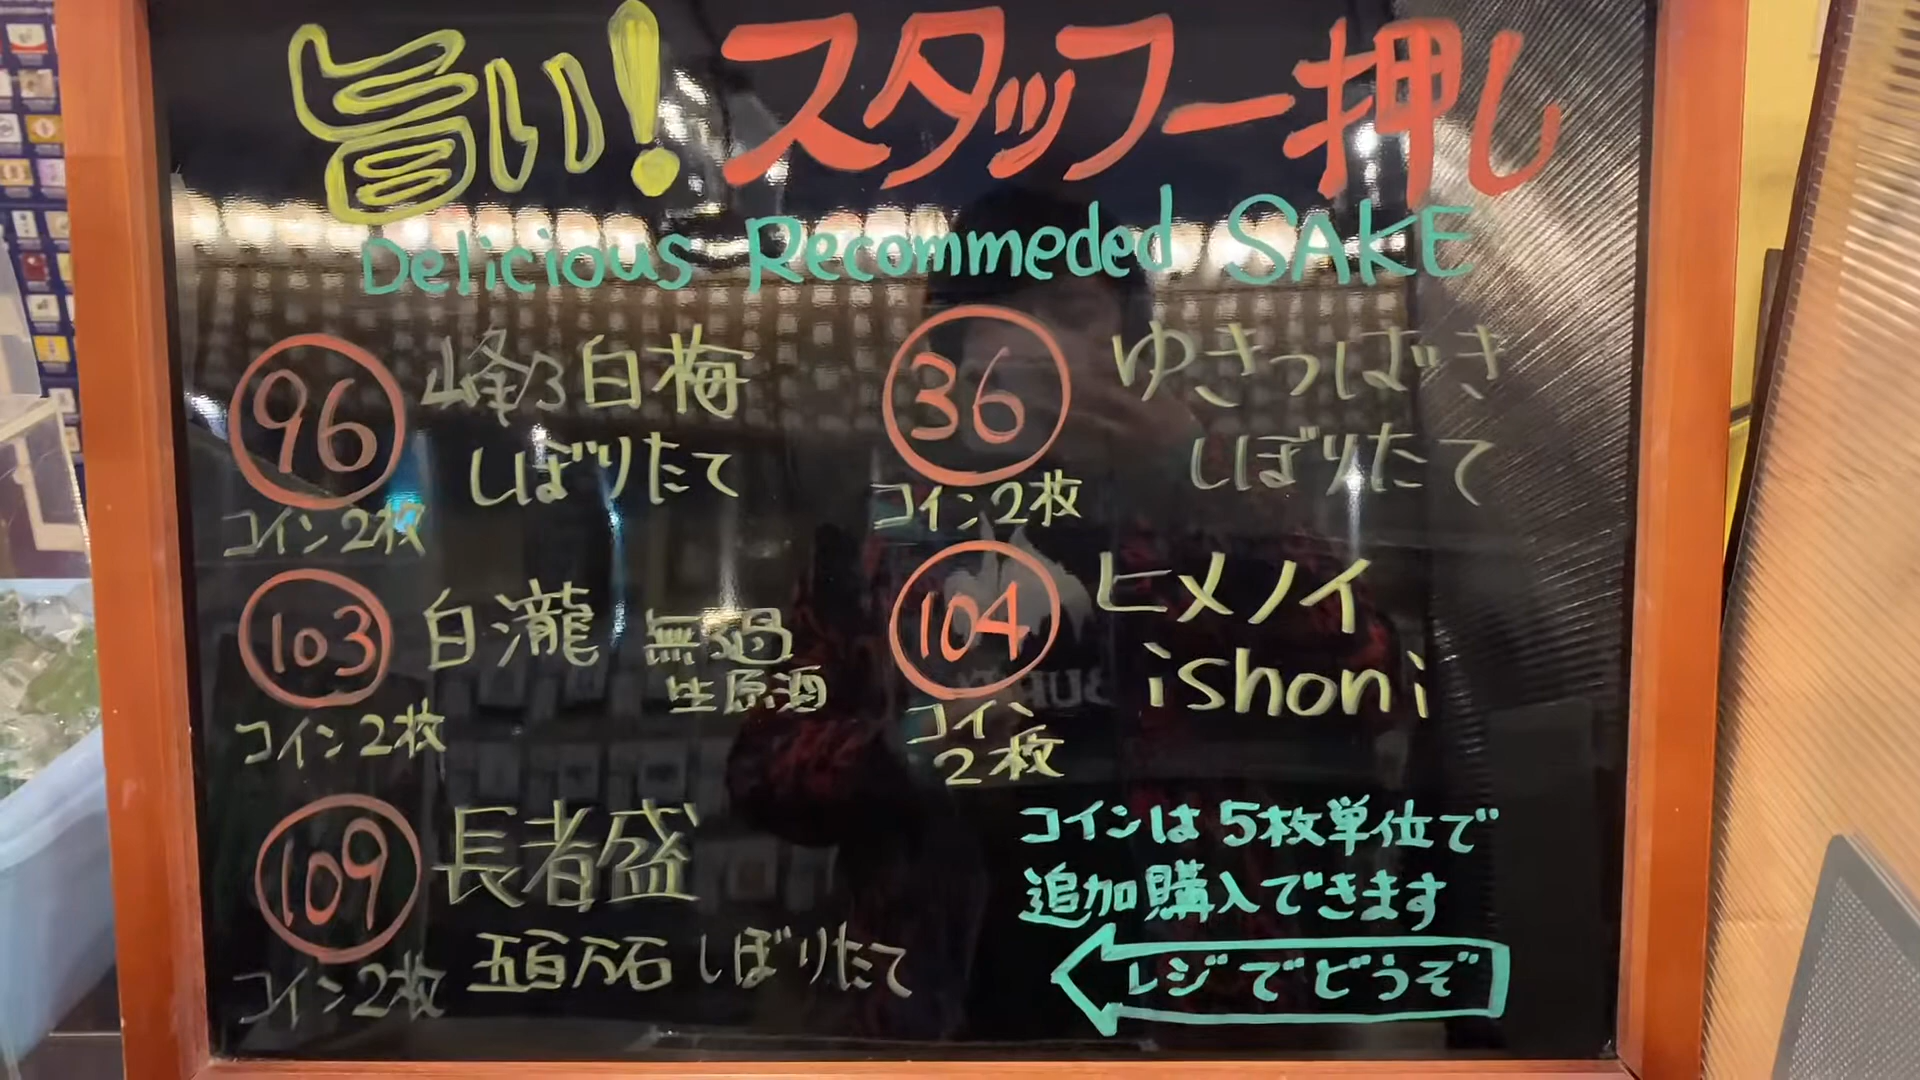 旨い!スタッフ一押し
Delicious Recommeded SAKE
96 峰乃白梅
しぼりたて
コイン2枚
36 ゆきつばき
しぼりたて
コイン2枚
103 白瀧 無ろ過
生原酒
コイン2枚
104 ヒメノイ
ishoni
コイン
2枚
109 長者盛
五百万石 しぼりたて
コイン2枚
コインは5枚単位で
追加購入できます
レジでどうぞ